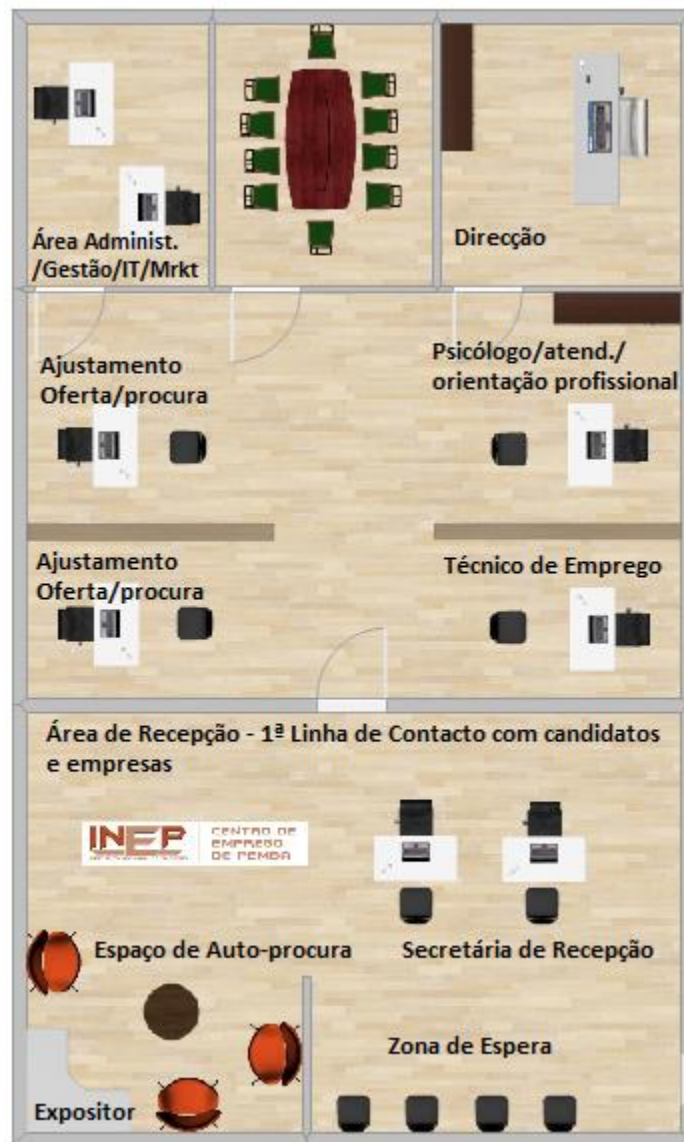 Área Administ.
/Gestão/IT/Mrkt
Direcção
Ajustamento
Oferta/procura
Psicólogo/atend./
orientação profissional
Ajustamento
Oferta/procura
Técnico de Emprego
Área de Recepção - 1ª Linha de Contacto com candidatos
e empresas
INEP
CENTRO DE
EMPREGO
DE PEMBA
Espaço de Auto-procura
Secretária de Recepção
Zona de Espera
Expositor